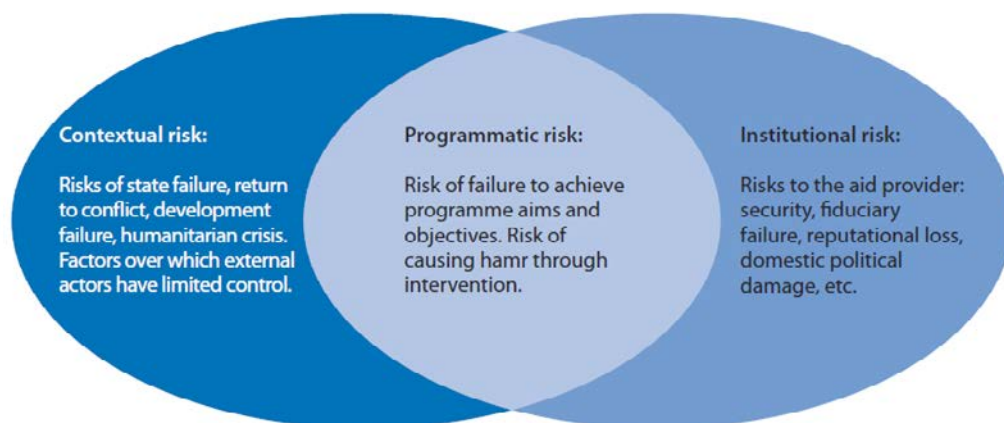 Contextual risk:
Risks of state failure, return
to conflict, development
failure, humanitarian crisis.
Factors over which external
actors have limited control.
Programmatic risk:
Risk of failure to achieve
programme aims and
objectives. Risk of
causing hamr through
intervention.
Institutional risk:
Risks to the aid provider:
security, fiduciary
failure, reputational loss,
domestic political
damage, etc.